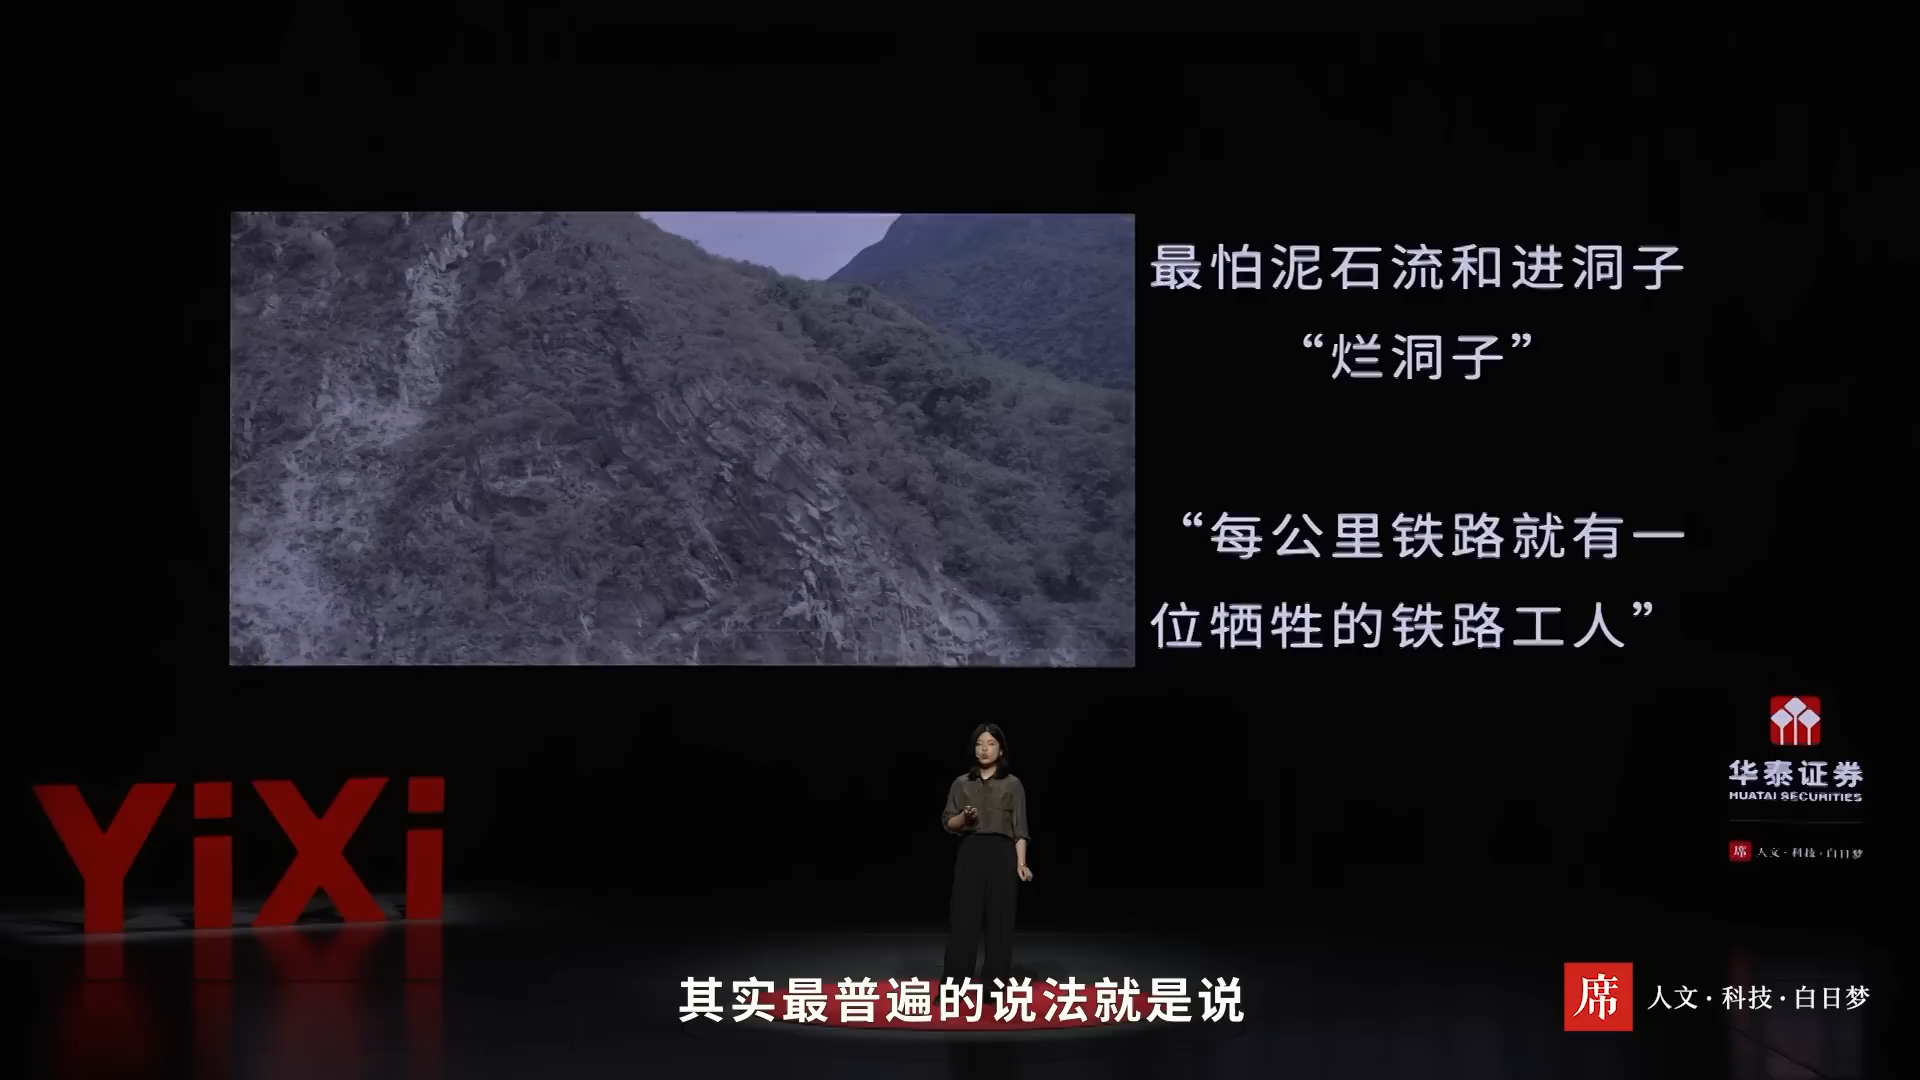 最怕泥石流和进洞子
“烂洞子”
“每公里铁路就有一
位牺牲的铁路工人”
华泰证券
HUATAI SECURITIES
席 人文·科技·白日梦
YiXi
其实最普遍的说法就是说
席 人文·科技·白日梦